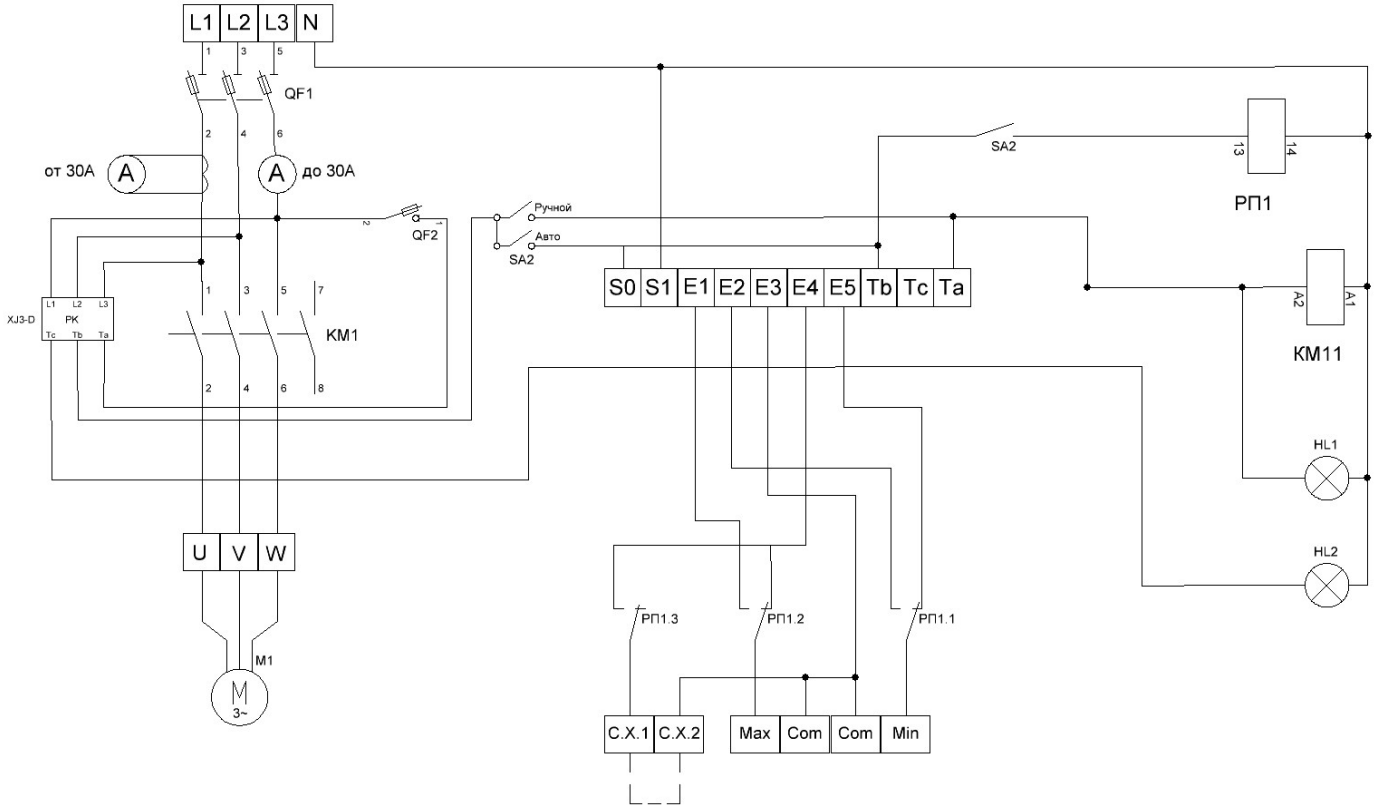 L1 L2 L3 N
1 3 5
QF1
2 4 6
SA2
13 14
РП1
от 30А A A до 30А
2 1
QF2
Ручной
Авто
SA2
S0 S1 E1 E2 E3 E4 E5 Tb Tc Ta
A2 A1
КМ11
L1 L2 L3
XJ3-D РК
Tc Tb Ta
1 3 5 7
КМ1
2 4 6 8
HL1
HL2
U V W
РП1.3 РП1.2 РП1.1
M1
M
3~
С.Х.1 С.Х.2 Max Com Com Min